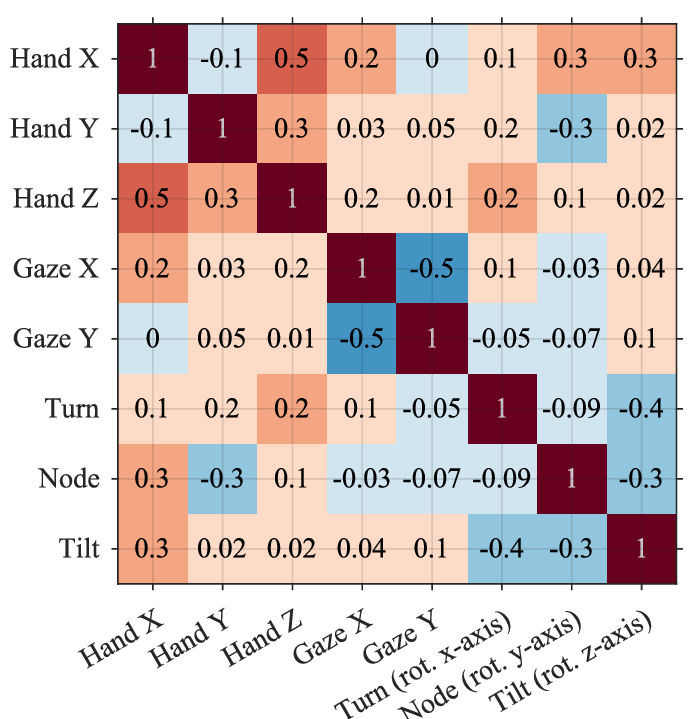 Hand X 1 -0.1 0.5 0.2 0 0.1 0.3 0.3
Hand Y -0.1 1 0.3 0.03 0.05 0.2 -0.3 0.02
Hand Z 0.5 0.3 1 0.2 0.01 0.2 0.1 0.02
Gaze X 0.2 0.03 0.2 1 -0.5 0.1 -0.03 0.04
Gaze Y 0 0.05 0.01 -0.5 1 -0.05 -0.07 0.1
Turn 0.1 0.2 0.2 0.1 -0.05 1 -0.09 -0.4
Node 0.3 -0.3 0.1 -0.03 -0.07 -0.09 1 -0.3
Tilt 0.3 0.02 0.02 0.04 0.1 -0.4 -0.3 1
Hand X
Hand Y
Hand Z
Gaze X
Gaze Y
Turn (rot. x-axis)
Node (rot. y-axis)
Tilt (rot. z-axis)